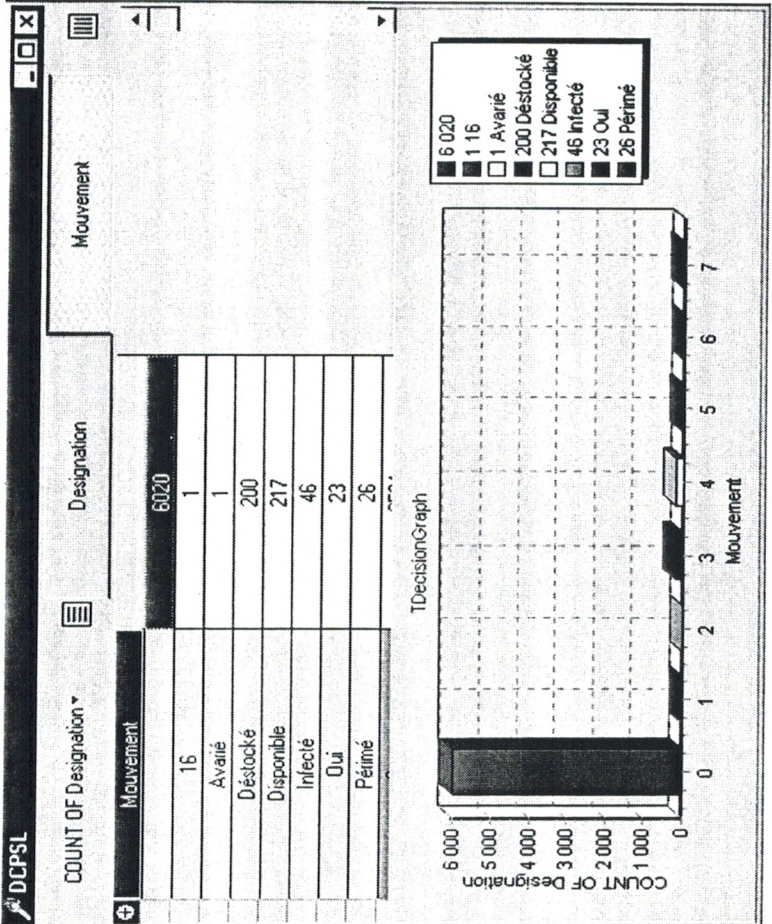 DCPSL
COUNT OF Designation
Designation
Mouvement
Mouvement
6020
16 1
Avarié 1
Déstocké 200
Disponible 217
Infecté 46
Oui 23
Périmé 26
TDecisionGraph
COUNT OF Designation
6 000
5 000
4 000
3 000
2 000
1 000
0
0 1 2 3 4 5 6 7
Mouvement
6 020
1 16
1 Avarié
200 Déstocké
217 Disponible
46 Infecté
23 Oui
26 Périmé